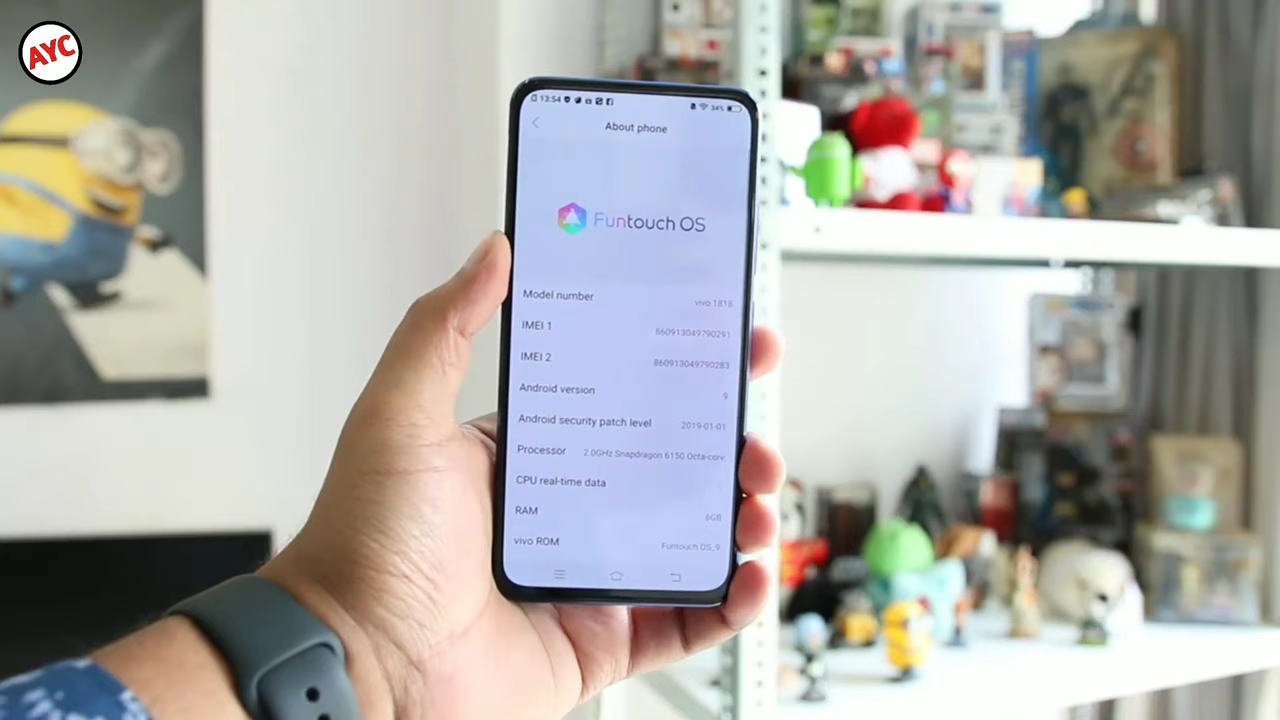 AYC
13:54
34%
About phone
Funtouch OS
Model number vivo 1818
IMEI 1 860913049790291
IMEI 2 860913049790283
Android version 9
Android security patch level 2019-01-01
Processor 2.0GHz Snapdragon 6150 Octa-core
CPU real-time data
RAM 6GB
vivo ROM Funtouch OS_9